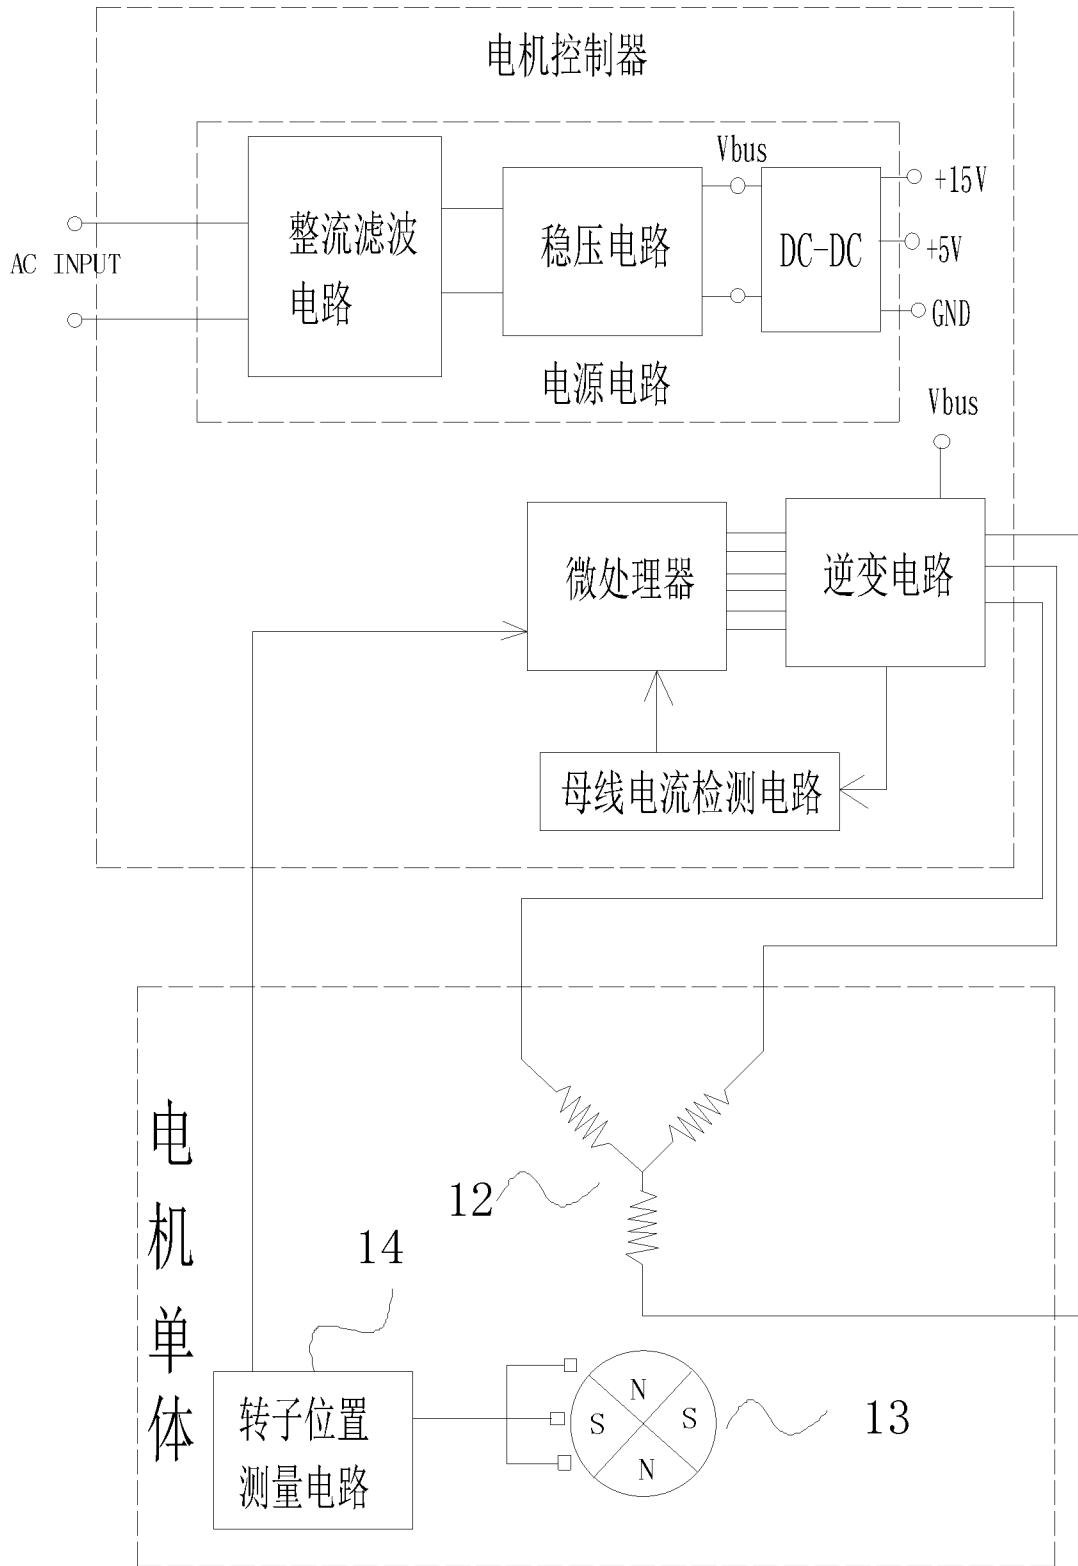 电机控制器
Vbus
+15V
整流滤波
电路
稳压电路
DC-DC
+5V
AC INPUT
GND
电源电路
Vbus
微处理器
逆变电路
母线电流检测电路
电
机
单
体
12
14
N
S
S
N
13
转子位置
测量电路